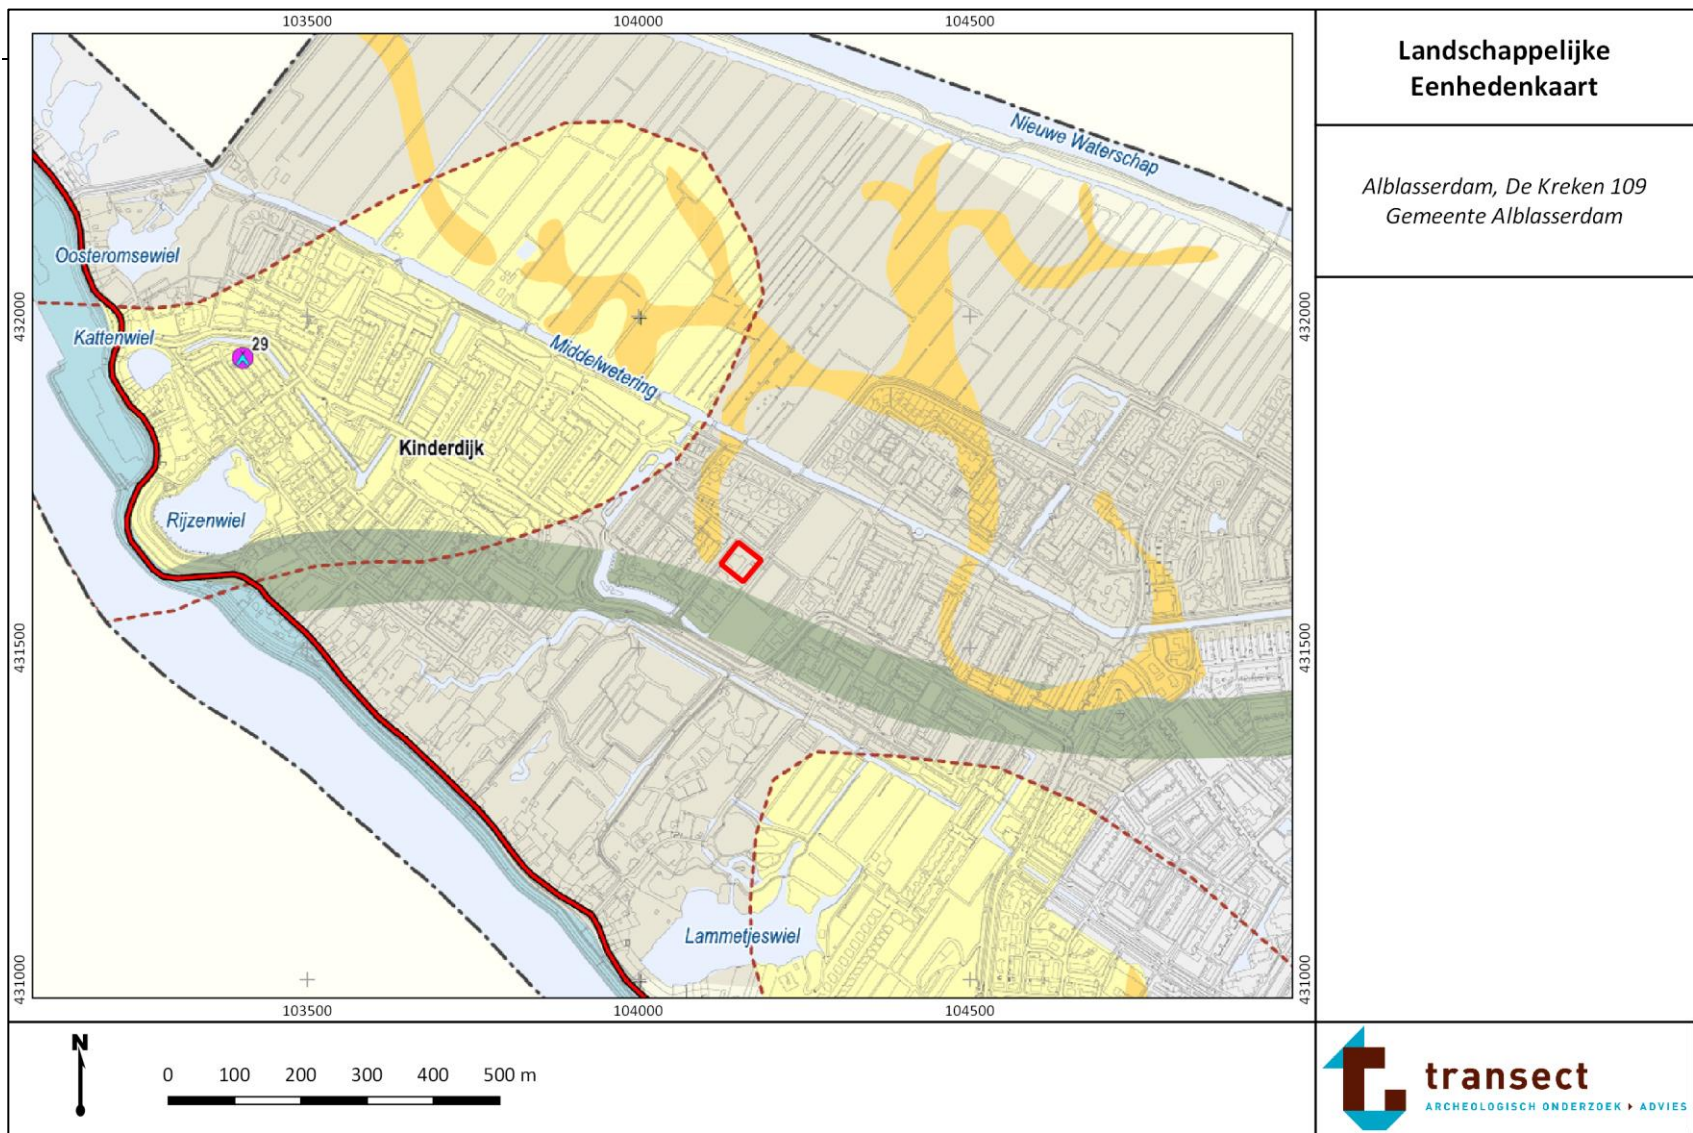 103500
104000
104500
Landschappelijke
Eenhedenkaart
Alblasserdam, De Kreken 109
Gemeente Alblasserdam
Nieuwe Waterschap
Oosteromsewiel
432000
432000
Kattenwiel
29
Middelwetering
Kinderdijk
Rijzenwiel
431500
431500
Lammetjeswiel
431000
431000
103500
104000
104500
N
0 100 200 300 400 500 m
transect
ARCHEOLOGISCH ONDERZOEK ▸ ADVIES